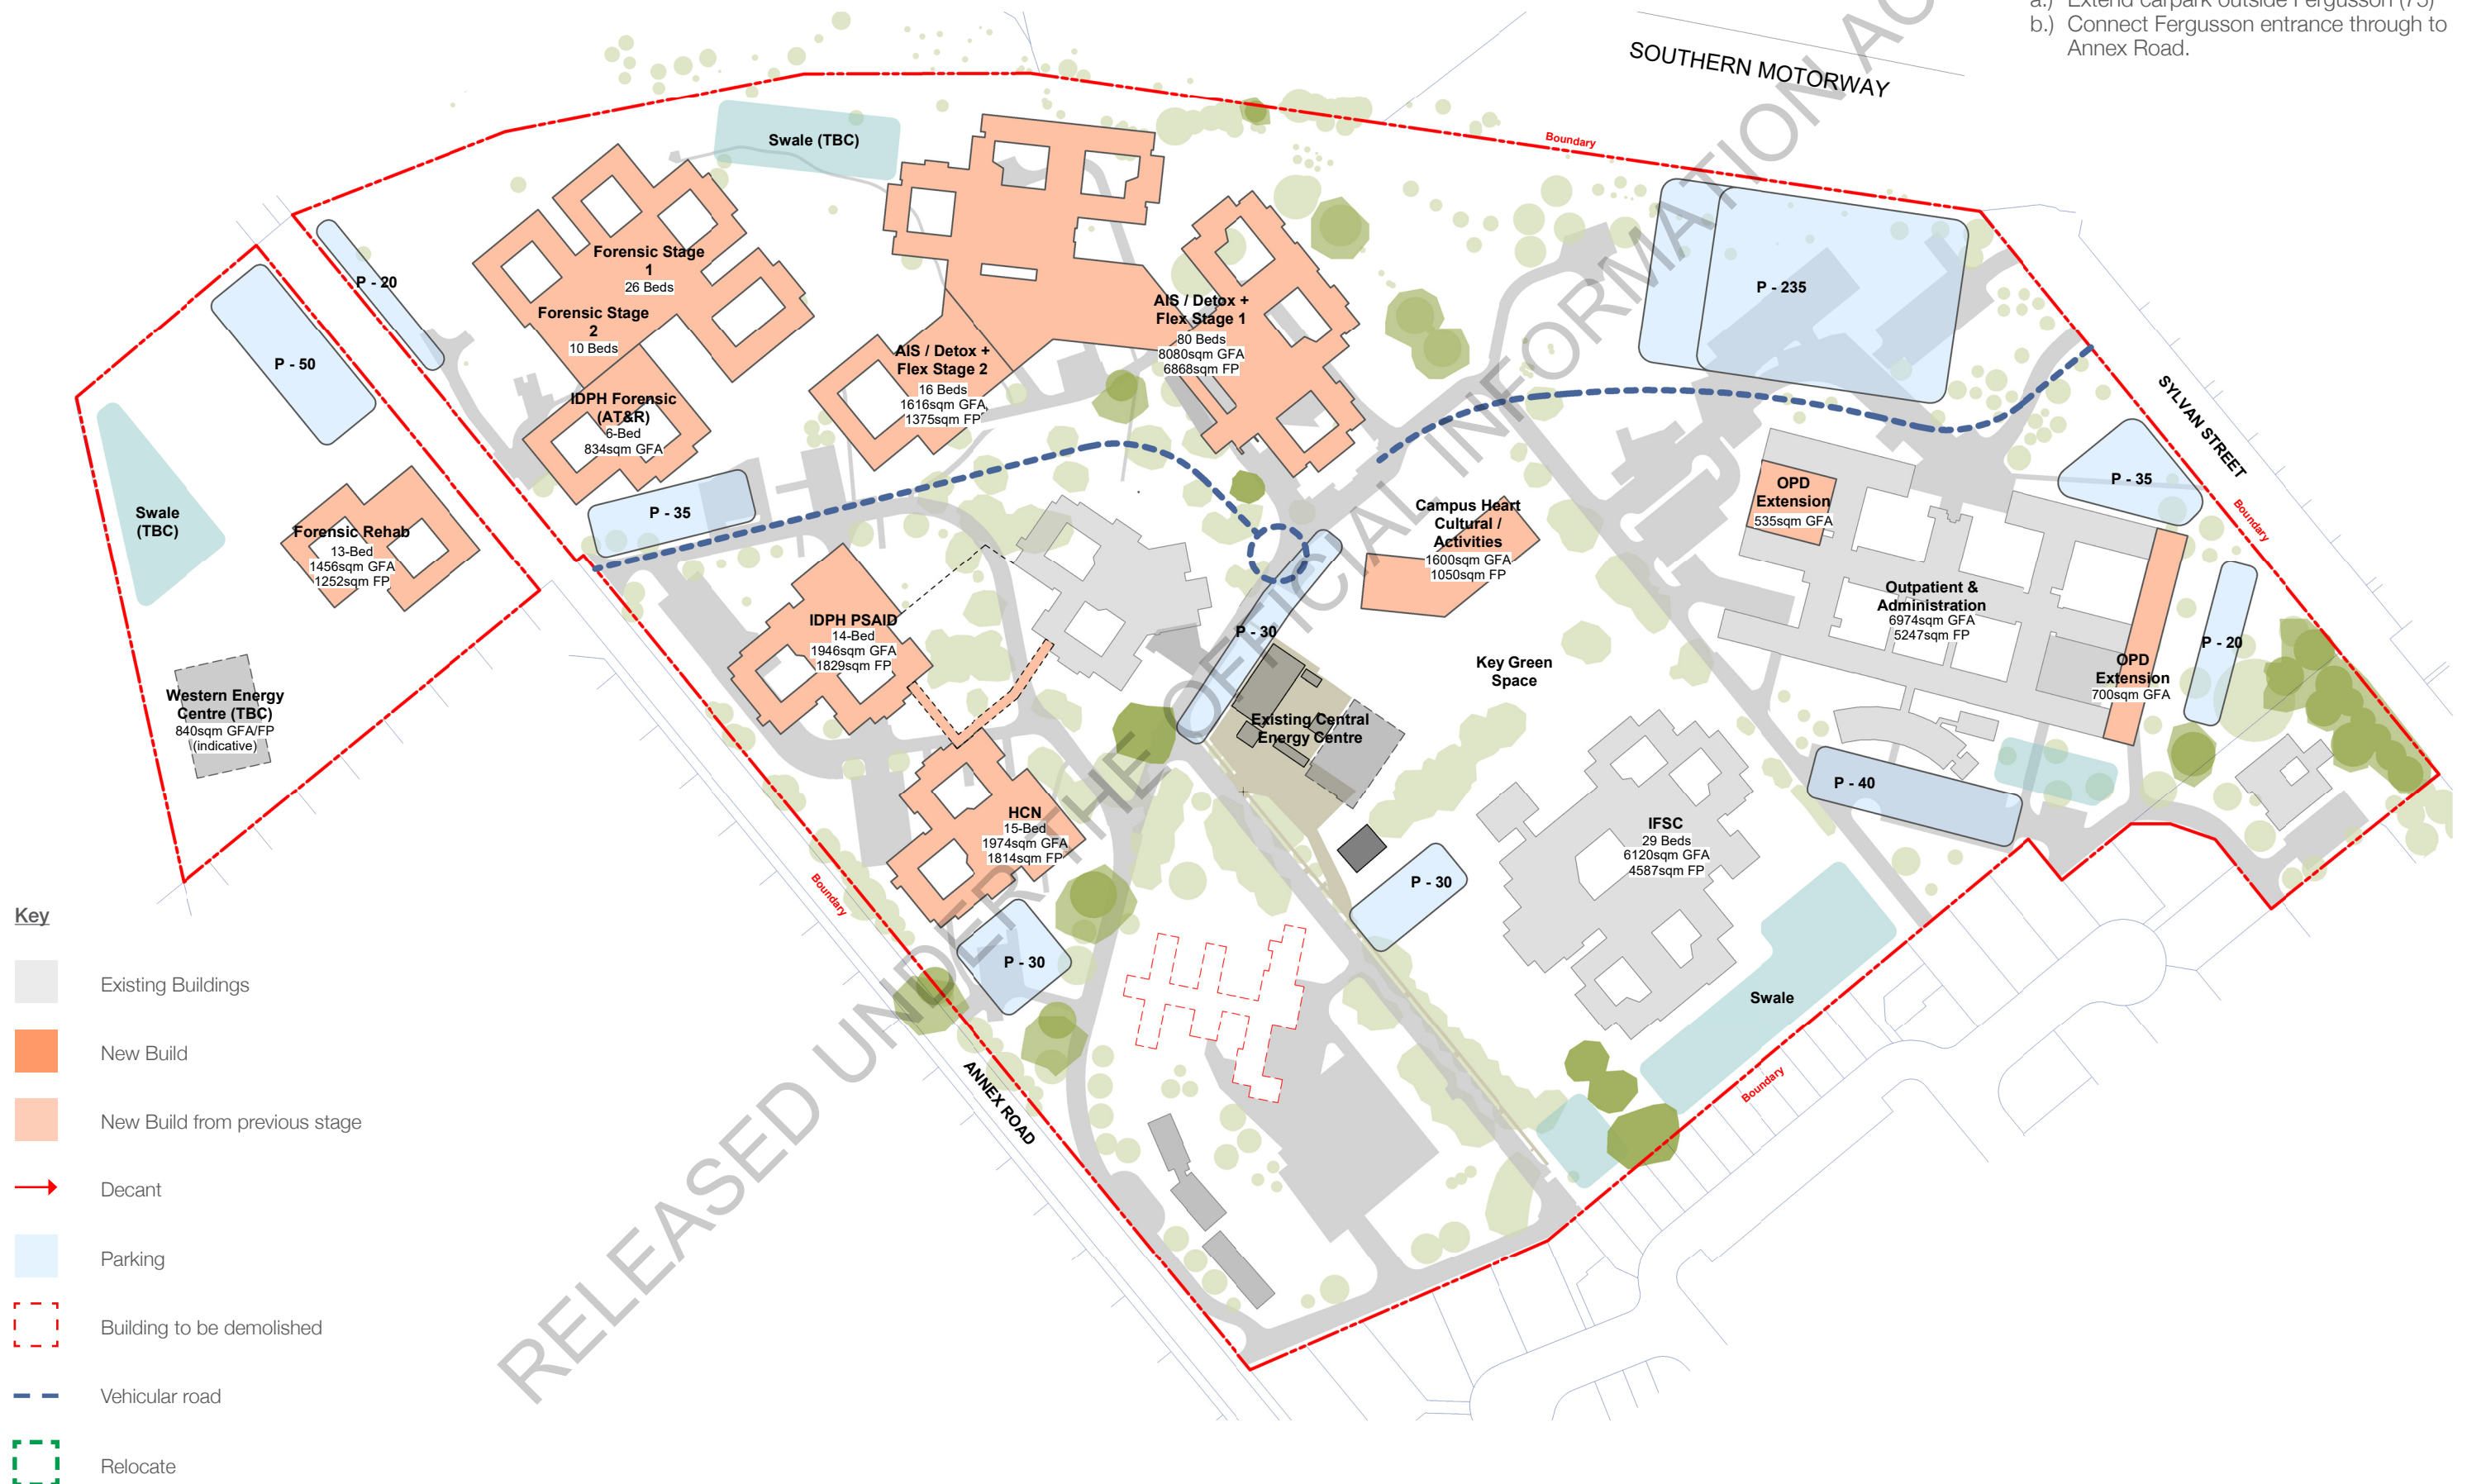 a.) Extend carpark outside Fergusson (75)
b.) Connect Fergusson entrance through to
Annex Road.
SOUTHERN MOTORWAY
Boundary
Swale (TBC)
Forensic Stage
1
26 Beds
Forensic Stage
2
10 Beds
P - 20
P - 50
P - 235
AIS / Detox +
Flex Stage 1
80 Beds
8080sqm GFA
6868sqm FP
AIS / Detox +
Flex Stage 2
16 Beds
1616sqm GFA
1375sqm FP
IDPH Forensic
(AT&R)
6-Bed
834sqm GFA
SYLVAN STREET
Boundary
P - 35
P - 35
OPD
Extension
535sqm GFA
Campus Heart
Cultural /
Activities
1600sqm GFA
1050sqm FP
Swale
(TBC)
Forensic Rehab
13-Bed
1456sqm GFA
1252sqm FP
IDPH PSAID
14-Bed
1946sqm GFA
1829sqm FP
P - 30
Outpatient &
Administration
6974sqm GFA
5247sqm FP
P - 20
OPD
Extension
700sqm GFA
Key Green
Space
Western Energy
Centre (TBC)
840sqm GFA/FP
(indicative)
Existing Central
Energy Centre
P - 40
HCN
15-Bed
1974sqm GFA
1814sqm FP
IFSC
29 Beds
6120sqm GFA
4587sqm FP
P - 30
Boundary
P - 30
Swale
Boundary
ANNEX ROAD
RELEASED UNDER THE OFFICIAL INFORMATION AC
Key
Existing Buildings
New Build
New Build from previous stage
Decant
Parking
Building to be demolished
Vehicular road
Relocate